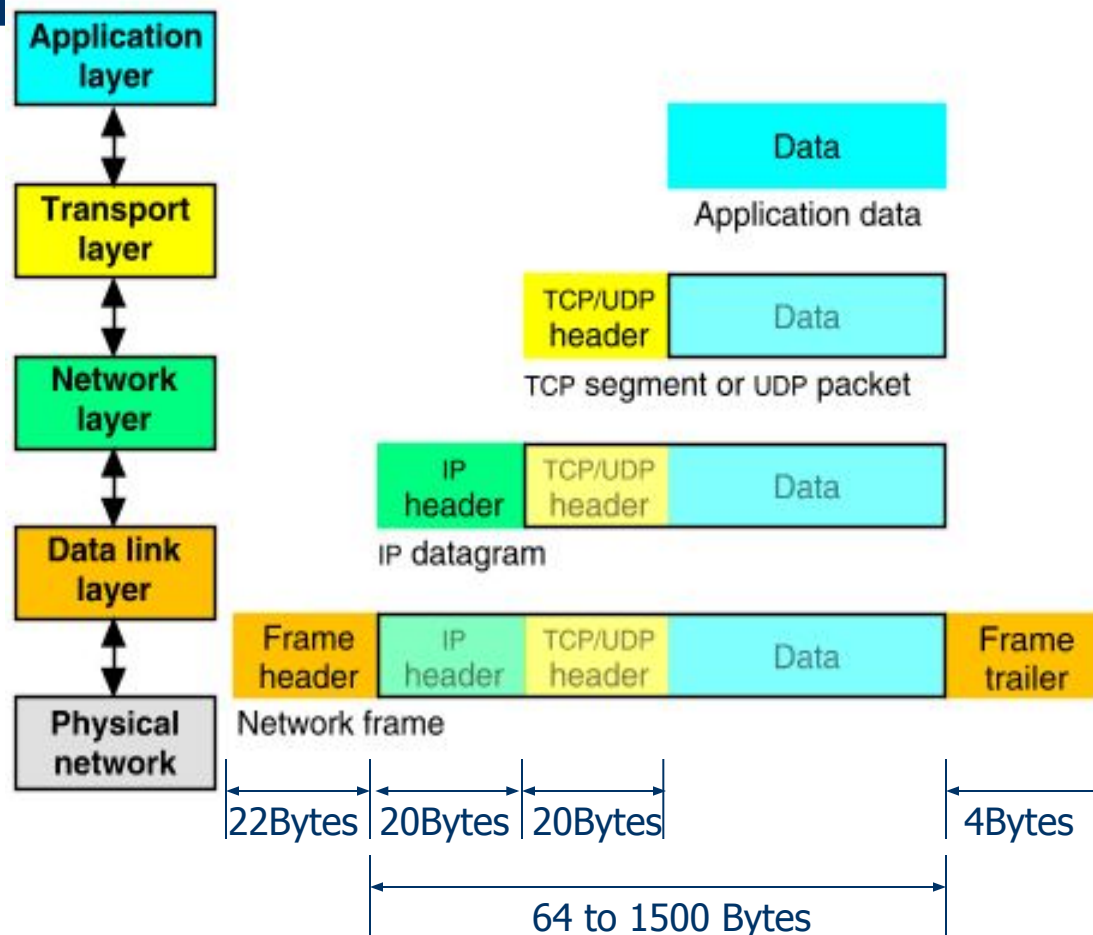 Application
layer
Data
Application data
Transport
layer
TCP/UDP
header
Data
TCP segment or UDP packet
Network
layer
IP
header
TCP/UDP
header
Data
IP datagram
Data link
layer
Frame
header
IP
header
TCP/UDP
header
Data
Frame
trailer
Network frame
Physical
network
22Bytes
20Bytes
20Bytes
4Bytes
64 to 1500 Bytes